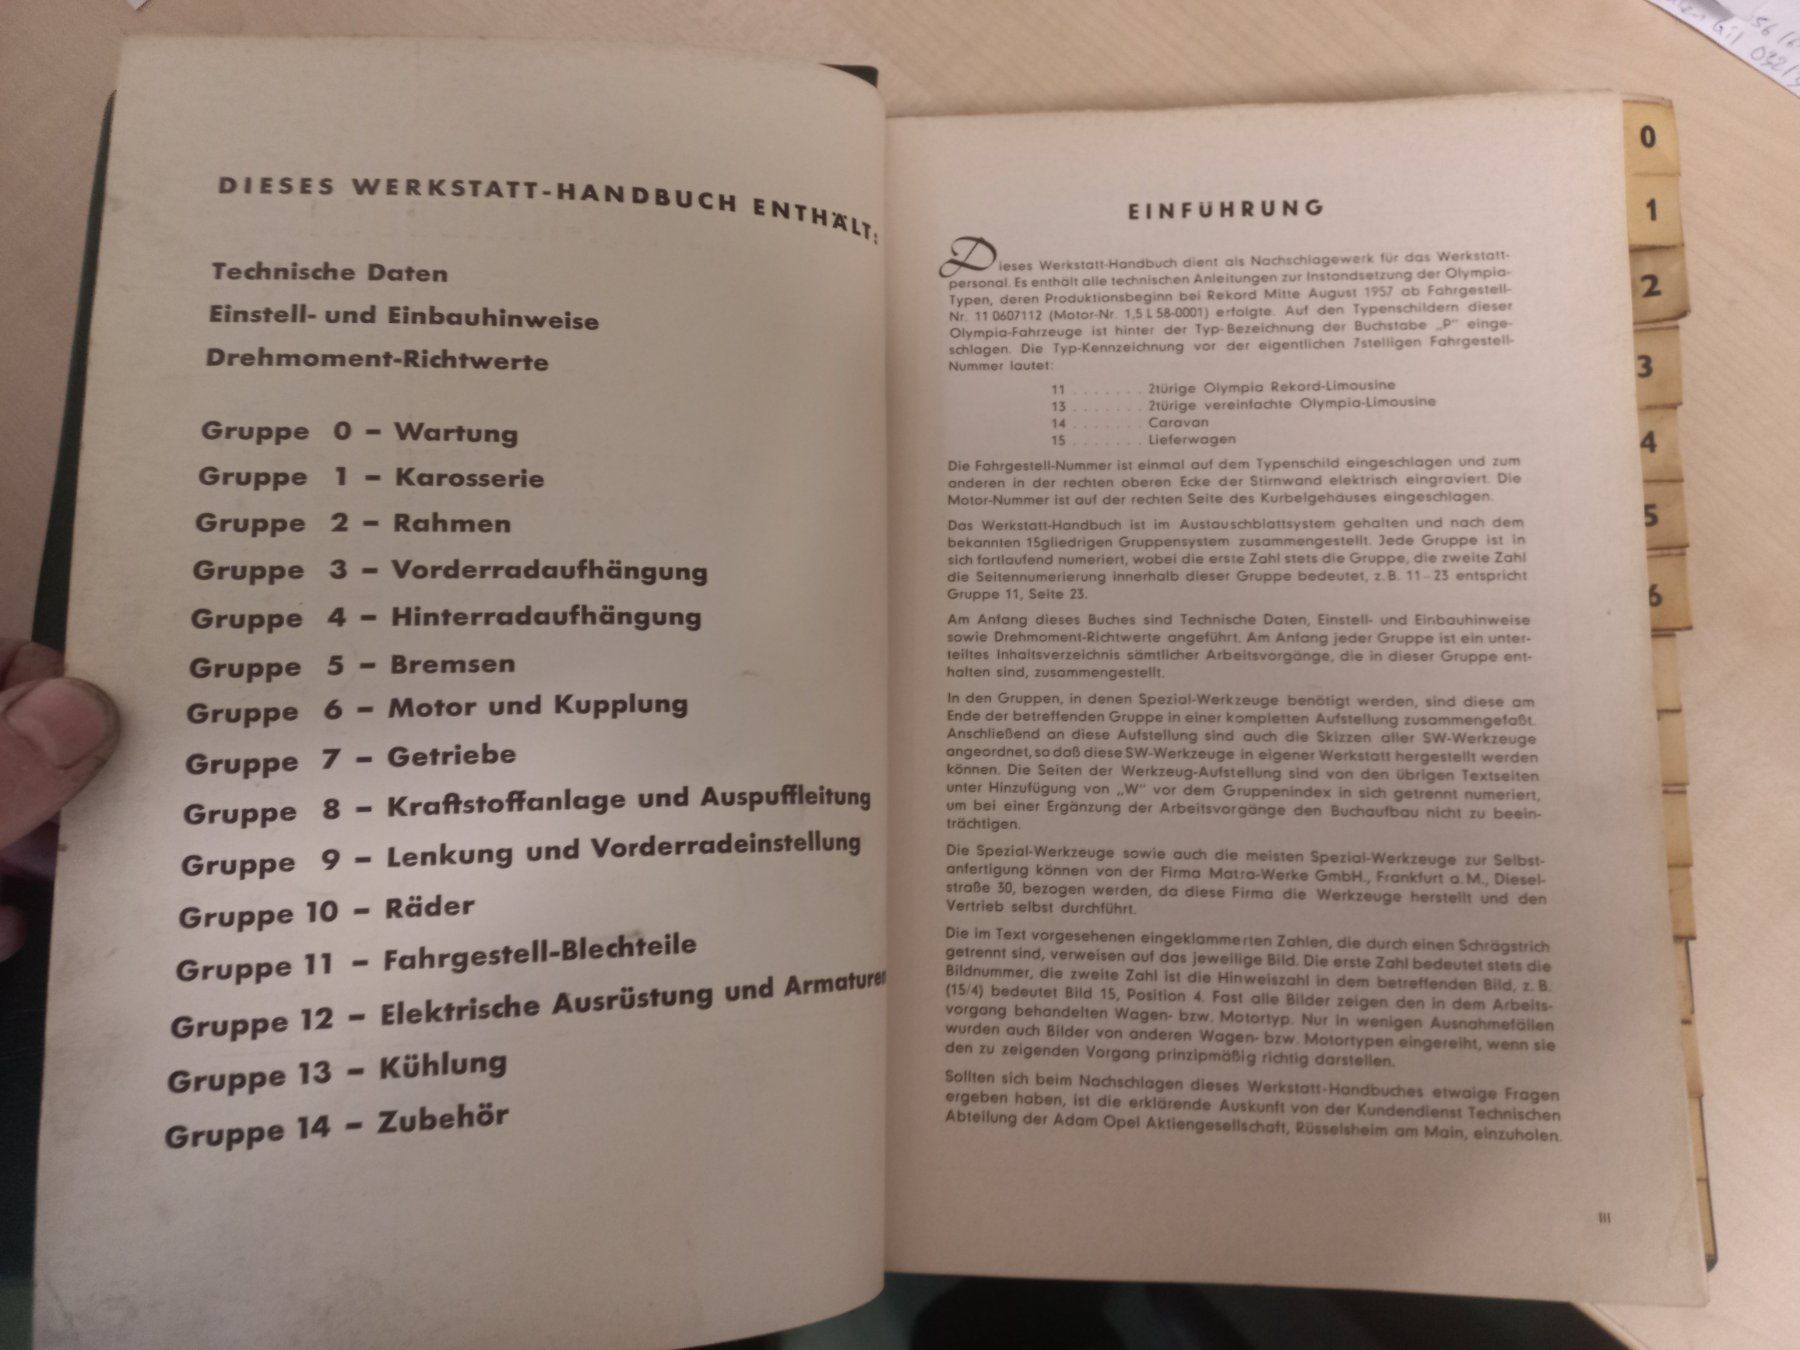 DIESES WERKSTATT-HANDBUCH ENTHÄLT:
Technische Daten
Einstell- und Einbauhinweise
Drehmoment-Richtwerte
Gruppe 0 – Wartung
Gruppe 1 – Karosserie
Gruppe 2 – Rahmen
Gruppe 3 – Vorderradaufhängung
Gruppe 4 – Hinterradaufhängung
Gruppe 5 – Bremsen
Gruppe 6 – Motor und Kupplung
Gruppe 7 – Getriebe
Gruppe 8 – Kraftstoffanlage und Auspuffleitung
Gruppe 9 – Lenkung und Vorderradeinstellung
Gruppe 10 – Räder
Gruppe 11 – Fahrgestell-Blechteile
Gruppe 12 – Elektrische Ausrüstung und Armaturen
Gruppe 13 – Kühlung
Gruppe 14 – Zubehör
EINFÜHRUNG
Dieses Werkstatt-Handbuch dient als Nachschlagewerk für das Werkstatt-
personal. Es enthält alle technischen Anleitungen zur Instandsetzung der Olympia-
Typen, deren Produktionsbeginn bei Rekord Mitte August 1957 ab Fahrgestell-
Nr. 11 0607112 (Motor-Nr. 1,5 L 58-0001) erfolgte. Auf den Typenschildern dieser
Olympia-Fahrzeuge ist hinter der Typ-Bezeichnung der Buchstabe „P“ einge-
schlagen. Die Typ-Kennzeichnung vor der eigentlichen 7stelligen Fahrgestell-
Nummer lautet:
11 . . . . . . . 2türige Olympia Rekord-Limousine
13 . . . . . . . 2türige vereinfachte Olympia-Limousine
14 . . . . . . . Caravan
15 . . . . . . . Lieferwagen
Die Fahrgestell-Nummer ist einmal auf dem Typenschild eingeschlagen und zum
anderen in der rechten oberen Ecke der Stirnwand elektrisch eingraviert. Die
Motor-Nummer ist auf der rechten Seite des Kurbelgehäuses eingeschlagen.
Das Werkstatt-Handbuch ist im Austauschblattsystem gehalten und nach dem
bekannten 15gliedrigen Gruppensystem zusammengestellt. Jede Gruppe ist in
sich fortlaufend numeriert, wobei die erste Zahl stets die Gruppe, die zweite Zahl
die Seitennumerierung innerhalb dieser Gruppe bedeutet, z. B. 11–23 entspricht
Gruppe 11, Seite 23.
Am Anfang dieses Buches sind Technische Daten, Einstell- und Einbauhinweise
sowie Drehmoment-Richtwerte angeführt. Am Anfang jeder Gruppe ist ein unter-
teiltes Inhaltsverzeichnis sämtlicher Arbeitsvorgänge, die in dieser Gruppe ent-
halten sind, zusammengestellt.
In den Gruppen, in denen Spezial-Werkzeuge benötigt werden, sind diese am
Ende der betreffenden Gruppe in einer kompletten Aufstellung zusammengefaßt.
Anschließend an diese Aufstellung sind auch die Skizzen aller SW-Werkzeuge
angeordnet, so daß diese SW-Werkzeuge in eigener Werkstatt hergestellt werden
können. Die Seiten der Werkzeug-Aufstellung sind von den übrigen Textseiten
unter Hinzufügung von „W“ vor dem Gruppenindex in sich getrennt numeriert,
um bei einer Ergänzung der Arbeitsvorgänge den Buchaufbau nicht zu beein-
trächtigen.
Die Spezial-Werkzeuge sowie auch die meisten Spezial-Werkzeuge zur Selbst-
anfertigung können von der Firma Matra-Werke GmbH., Frankfurt a. M., Diesel-
straße 30, bezogen werden, da diese Firma die Werkzeuge herstellt und den
Vertrieb selbst durchführt.
Die im Text vorgesehenen eingeklammerten Zahlen, die durch einen Schrägstrich
getrennt sind, verweisen auf das jeweilige Bild. Die erste Zahl bedeutet stets die
Bildnummer, die zweite Zahl ist die Hinweiszahl in dem betreffenden Bild, z. B.
(15/4) bedeutet Bild 15, Position 4. Fast alle Bilder zeigen den in dem Arbeits-
vorgang behandelten Wagen- bzw. Motortyp. Nur in wenigen Ausnahmefällen
wurden auch Bilder von anderen Wagen- bzw. Motortypen eingereiht, wenn sie
den zu zeigenden Vorgang prinzipmäßig richtig darstellen.
Sollten sich beim Nachschlagen dieses Werkstatt-Handbuches etwaige Fragen
ergeben haben, ist die erklärende Auskunft von der Kundendienst Technischen
Abteilung der Adam Opel Aktiengesellschaft, Rüsselsheim am Main, einzuholen.
III
0
1
2
3
4
5
6